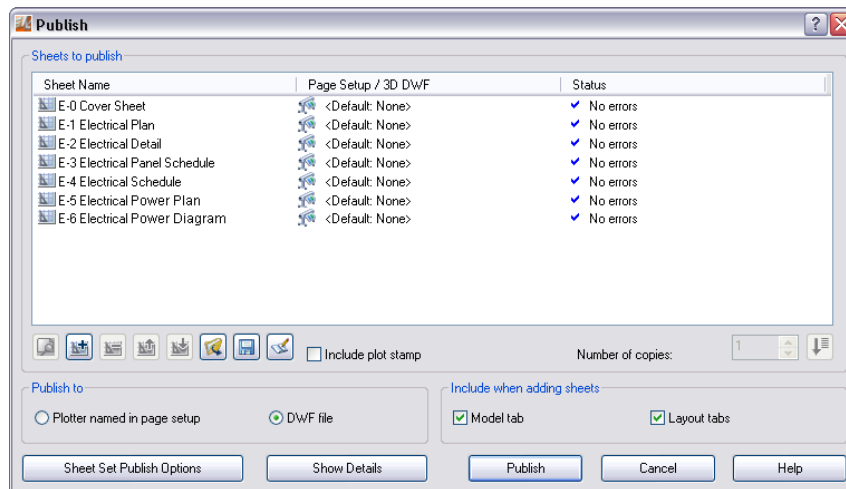 Publish
Sheets to publish
Sheet Name Page Setup / 3D DWF Status
E-0 Cover Sheet <Default: None> No errors
E-1 Electrical Plan <Default: None> No errors
E-2 Electrical Detail <Default: None> No errors
E-3 Electrical Panel Schedule <Default: None> No errors
E-4 Electrical Schedule <Default: None> No errors
E-5 Electrical Power Plan <Default: None> No errors
E-6 Electrical Power Diagram <Default: None> No errors
Include plot stamp Number of copies: 1
Publish to Include when adding sheets
Plotter named in page setup DWF file Model tab Layout tabs
Sheet Set Publish Options Show Details Publish Cancel Help